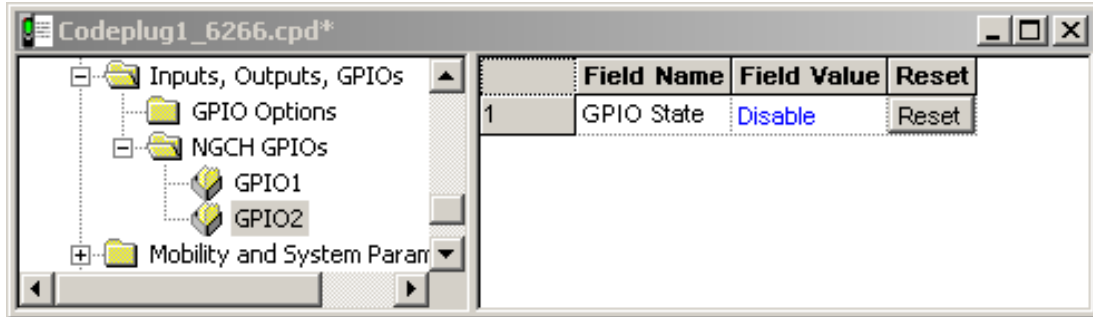 Codeplug1_6266.cpd*
Inputs, Outputs, GPIOs
GPIO Options
NGCH GPIOs
GPIO1
GPIO2
Mobility and System Param
Field Name Field Value Reset
1 GPIO State Disable Reset